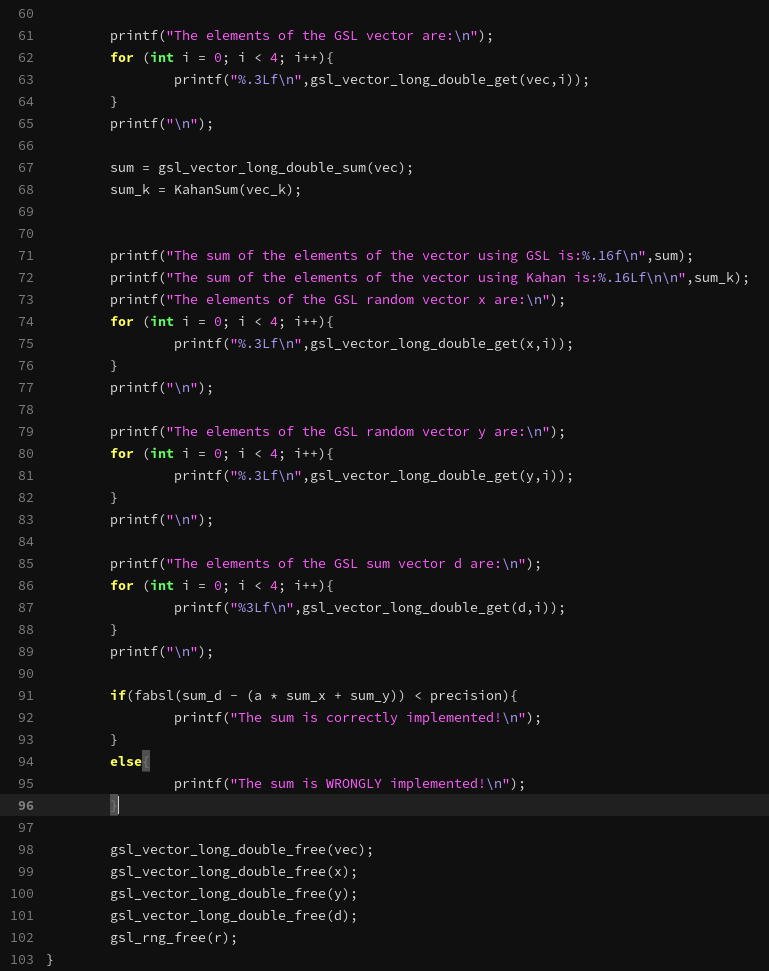 60
61 printf("The elements of the GSL vector are:\n");
62 for (int i = 0; i < 4; i++){
63 printf("%.3Lf\n",gsl_vector_long_double_get(vec,i));
64 }
65 printf("\n");
66
67 sum = gsl_vector_long_double_sum(vec);
68 sum_k = KahanSum(vec_k);
69
70
71 printf("The sum of the elements of the vector using GSL is:%.16f\n",sum);
72 printf("The sum of the elements of the vector using Kahan is:%.16Lf\n\n",sum_k);
73 printf("The elements of the GSL random vector x are:\n");
74 for (int i = 0; i < 4; i++){
75 printf("%.3Lf\n",gsl_vector_long_double_get(x,i));
76 }
77 printf("\n");
78
79 printf("The elements of the GSL random vector y are:\n");
80 for (int i = 0; i < 4; i++){
81 printf("%.3Lf\n",gsl_vector_long_double_get(y,i));
82 }
83 printf("\n");
84
85 printf("The elements of the GSL sum vector d are:\n");
86 for (int i = 0; i < 4; i++){
87 printf("%3Lf\n",gsl_vector_long_double_get(d,i));
88 }
89 printf("\n");
90
91 if(fabsl(sum_d - (a * sum_x + sum_y)) < precision){
92 printf("The sum is correctly implemented!\n");
93 }
94 else{
95 printf("The sum is WRONGLY implemented!\n");
96 }
97
98 gsl_vector_long_double_free(vec);
99 gsl_vector_long_double_free(x);
100 gsl_vector_long_double_free(y);
101 gsl_vector_long_double_free(d);
102 gsl_rng_free(r);
103 }